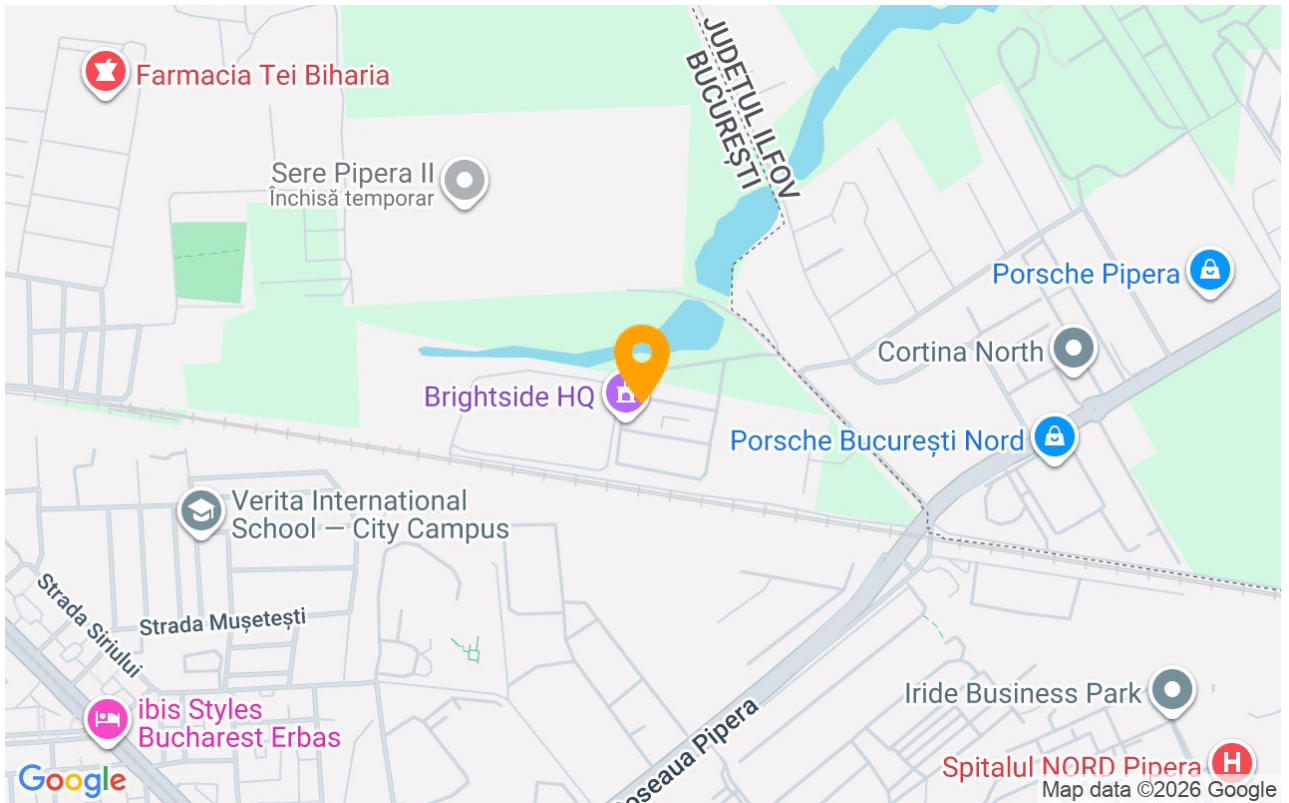 JUDEȚUL ILFOV
BUCUREȘTI
Farmacia Tei Biharia
Sere Pipera II
Închisă temporar
Porsche Pipera
Cortina North
Brightside HQ
Porsche București Nord
Verita International
School — City Campus
Strada Siriului
Strada Mușetești
ibis Styles
Bucharest Erbas
Iride Business Park
Șoseaua Pipera
Spitalul NORD Pipera
H
Google
Map data ©2026 Google